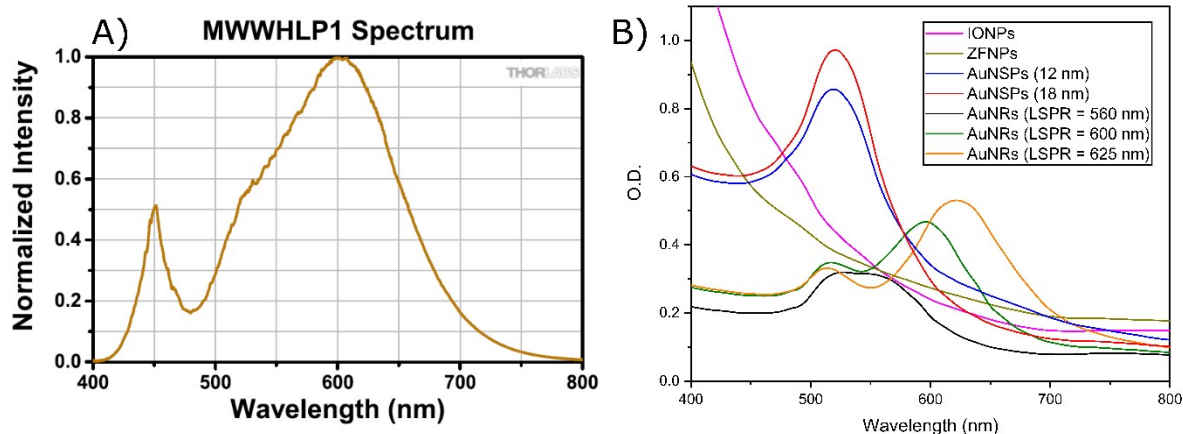 A)
MWWHLP1 Spectrum
THORLABS
Normalized Intensity
1.0
0.8
0.6
0.4
0.2
0.0
400 500 600 700 800
Wavelength (nm)
B)
IONPs
ZFNPs
AuNSPs (12 nm)
AuNSPs (18 nm)
AuNRs (LSPR = 560 nm)
AuNRs (LSPR = 600 nm)
AuNRs (LSPR = 625 nm)
O.D.
1.0
0.8
0.6
0.4
0.2
0.0
400 500 600 700 800
Wavelength (nm)